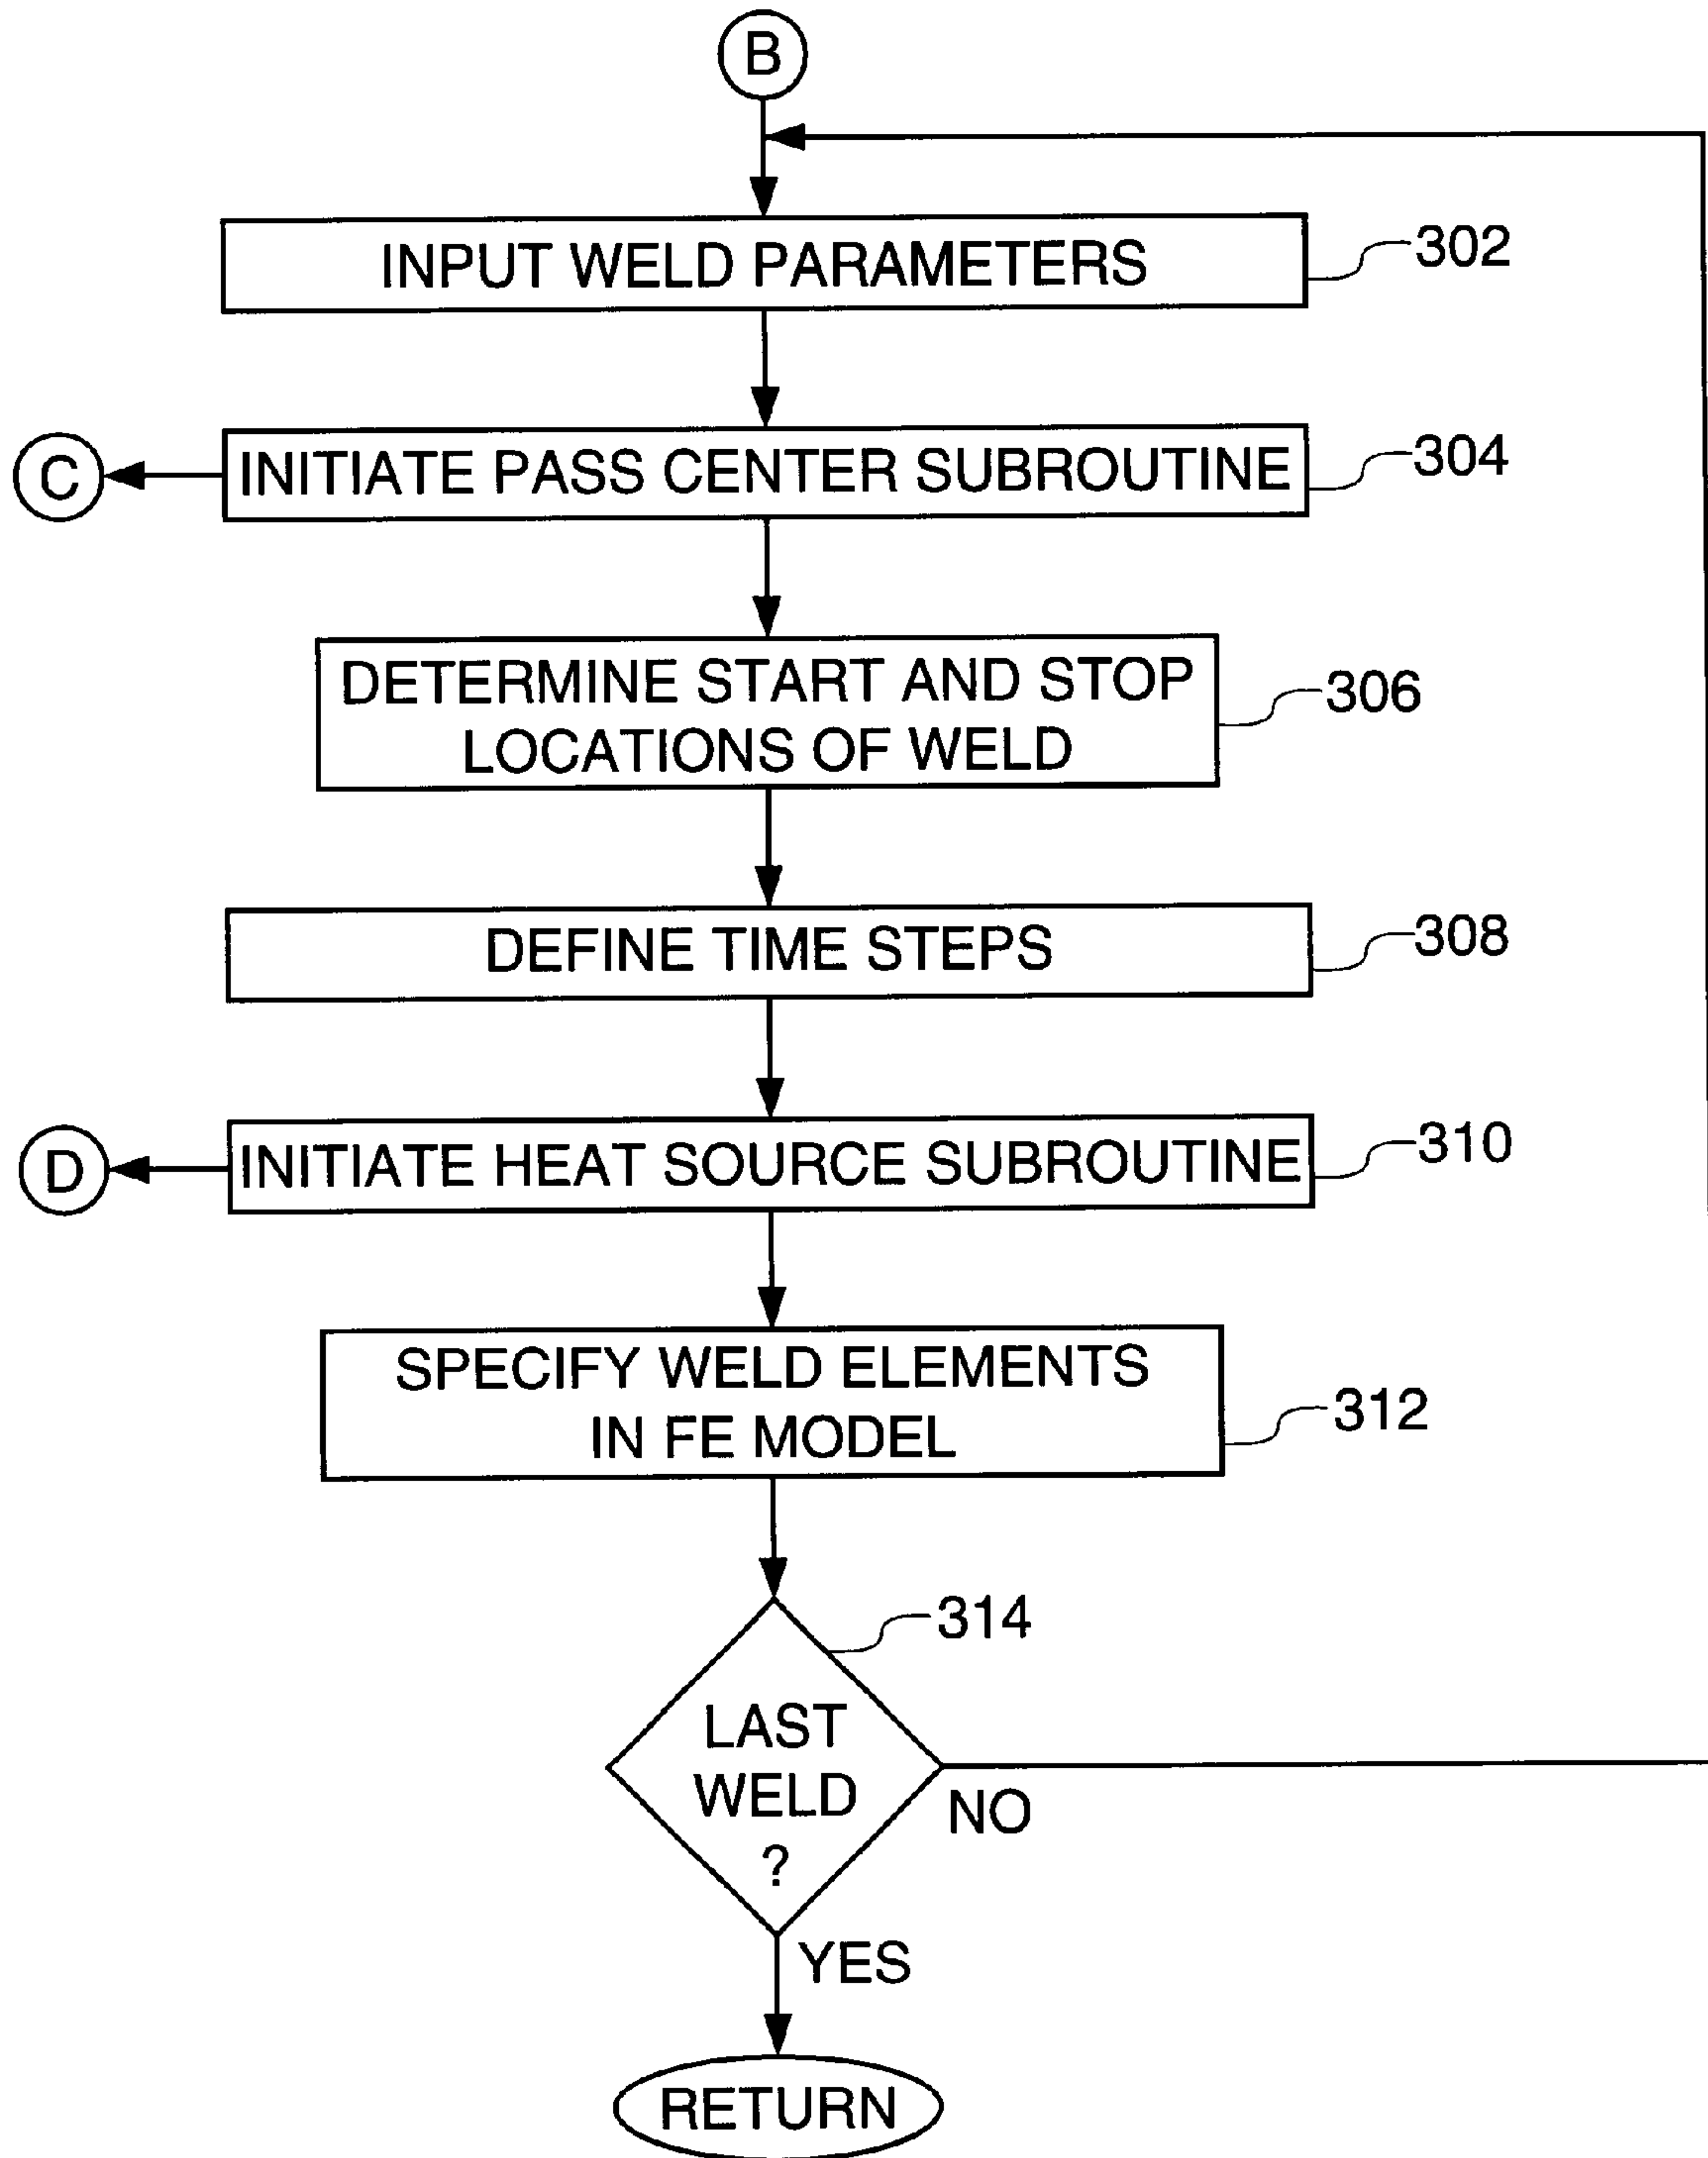 B
INPUT WELD PARAMETERS
302
C
INITIATE PASS CENTER SUBROUTINE
304
DETERMINE START AND STOP
LOCATIONS OF WELD
306
DEFINE TIME STEPS
308
D
INITIATE HEAT SOURCE SUBROUTINE
310
SPECIFY WELD ELEMENTS
IN FE MODEL
312
314
LAST
WELD
?
NO
YES
RETURN